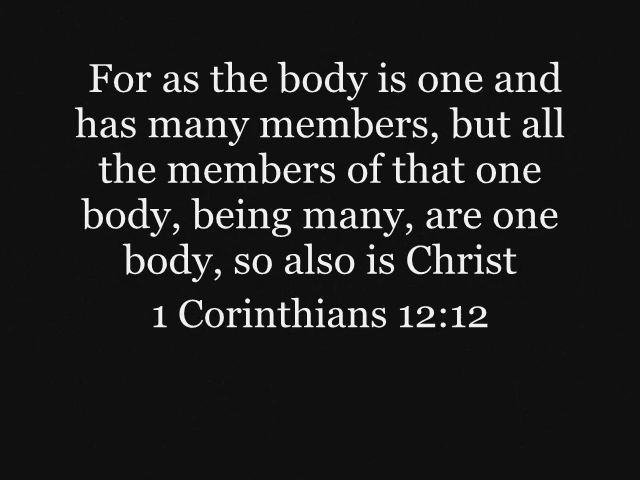 For as the body is one and
has many members, but all
the members of that one
body, being many, are one
body, so also is Christ
1 Corinthians 12:12